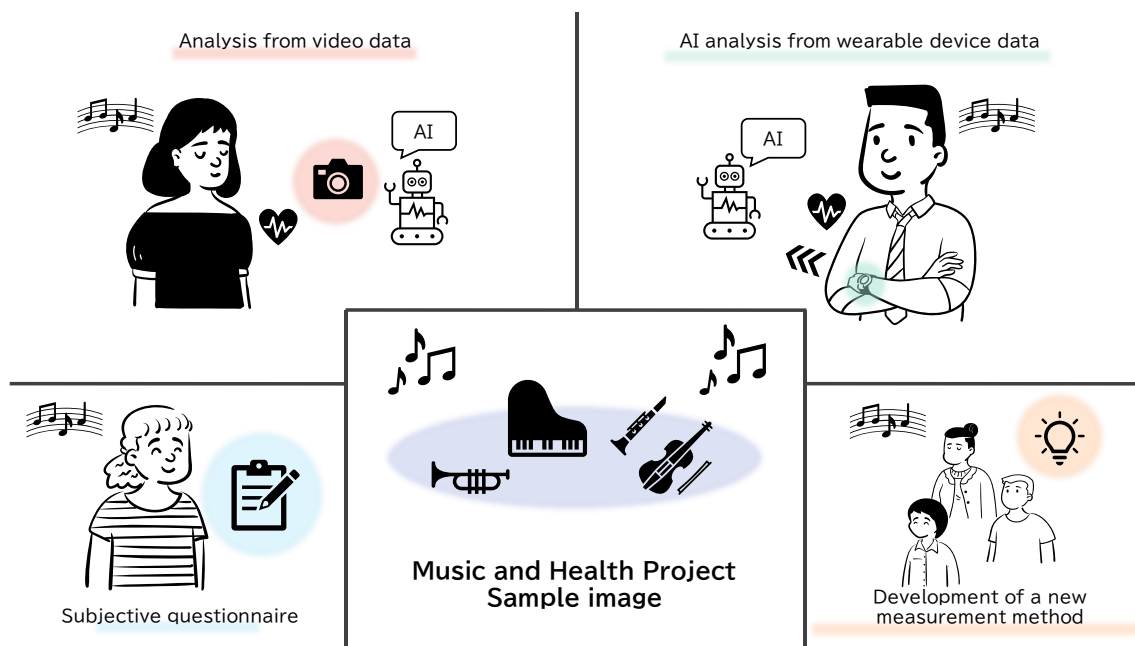 Analysis from video data
AI analysis from wearable device data
AI
AI
Subjective questionnaire
Music and Health Project
Sample image
Development of a new
measurement method